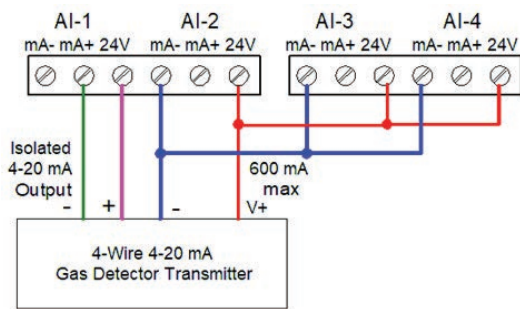 AI-1 AI-2 AI-3 AI-4
mA- mA+ 24V mA- mA+ 24V mA- mA+ 24V mA- mA+ 24V
Isolated
4-20 mA
Output
600 mA
max
- + - V+
4-Wire 4-20 mA
Gas Detector Transmitter